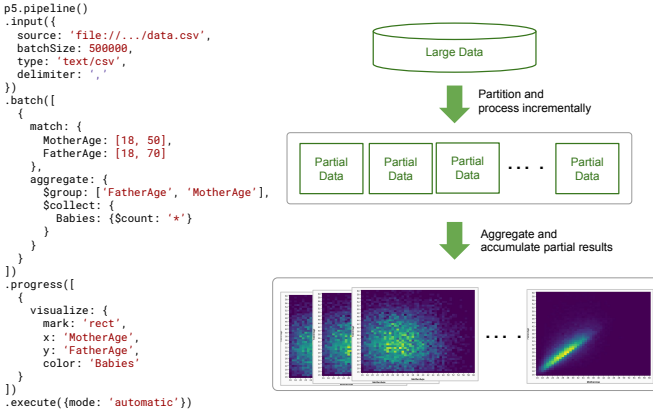 p5.pipeline()
.input({
source: 'file://.../data.csv',
batchSize: 500000,
type: 'text/csv',
delimiter: ','
})
.batch([
{
match: {
MotherAge: [18, 50],
FatherAge: [18, 70]
},
aggregate: {
$group: ['FatherAge', 'MotherAge'],
$collect: {
Babies: {$count: '*'}
}
}
}
])
.progress([
{
visualize: {
mark: 'rect',
x: 'MotherAge',
y: 'FatherAge',
color: 'Babies'
}
])
.execute({mode: 'automatic'})
Large Data
Partition and
process incrementally
Partial
Data
Partial
Data
Partial
Data
. . . .
Partial
Data
Aggregate and
accumulate partial results
. . . .